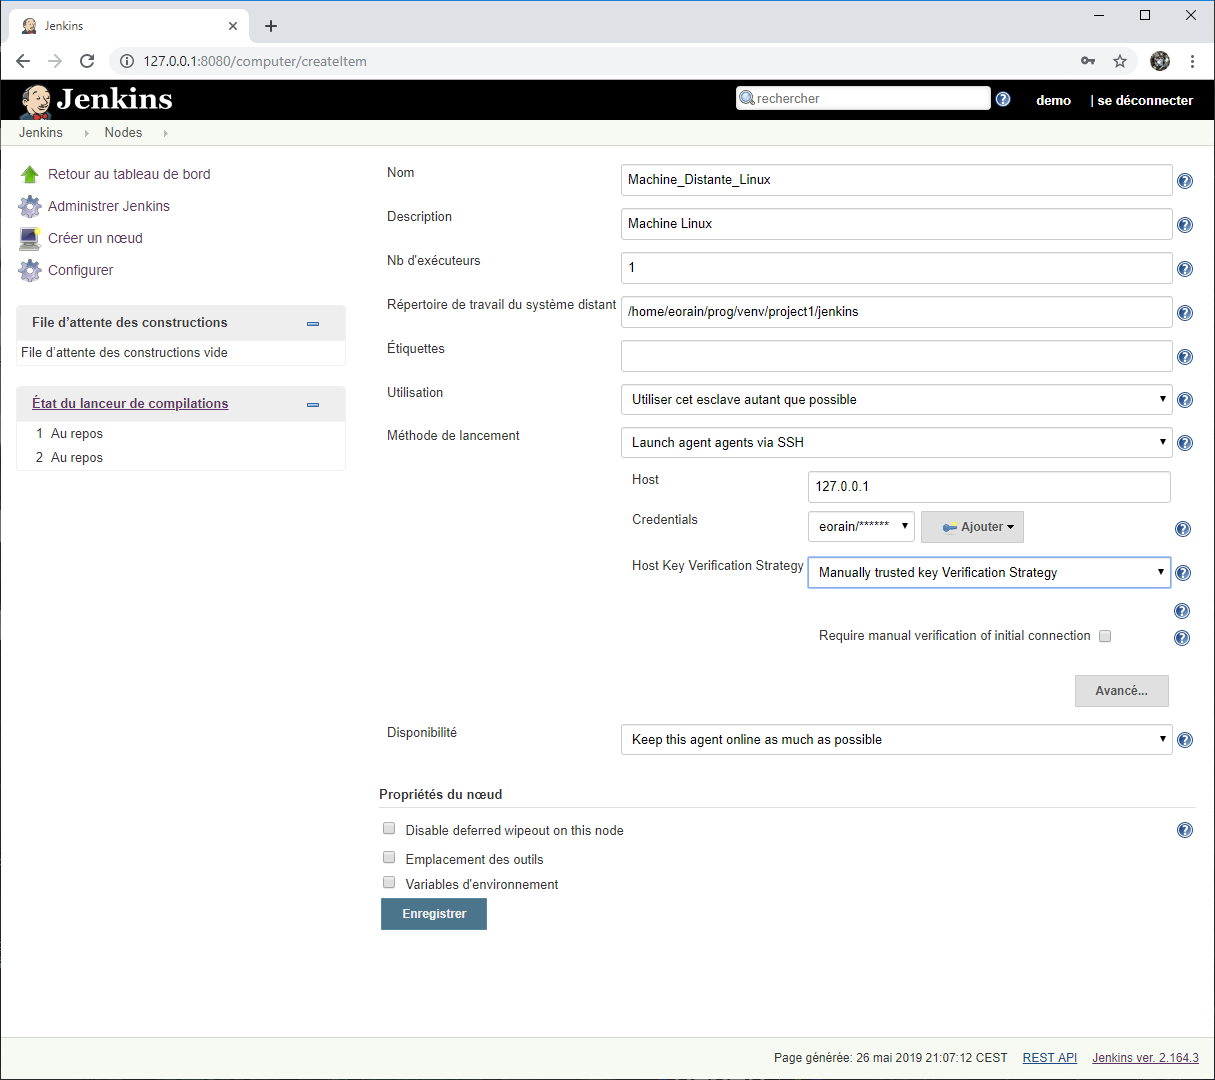 Jenkins
127.0.0.1:8080/computer/createItem
Jenkins
rechercher
demo
| se déconnecter
Jenkins
Nodes
Retour au tableau de bord
Administrer Jenkins
Créer un nœud
Configurer
File d'attente des constructions
File d'attente des constructions vide
État du lanceur de compilations
1 Au repos
2 Au repos
Nom
Machine_Distante_Linux
Description
Machine Linux
Nb d'exécuteurs
1
Répertoire de travail du système distant
/home/eorain/prog/venv/project1/jenkins
Étiquettes
Utilisation
Utiliser cet esclave autant que possible
Méthode de lancement
Launch agent agents via SSH
Host
127.0.0.1
Credentials
eorain/******
Ajouter
Host Key Verification Strategy
Manually trusted key Verification Strategy
Require manual verification of initial connection
Avancé...
Disponibilité
Keep this agent online as much as possible
Propriétés du nœud
Disable deferred wipeout on this node
Emplacement des outils
Variables d'environnement
Enregistrer
Page générée: 26 mai 2019 21:07:12 CEST
REST API
Jenkins ver. 2.164.3